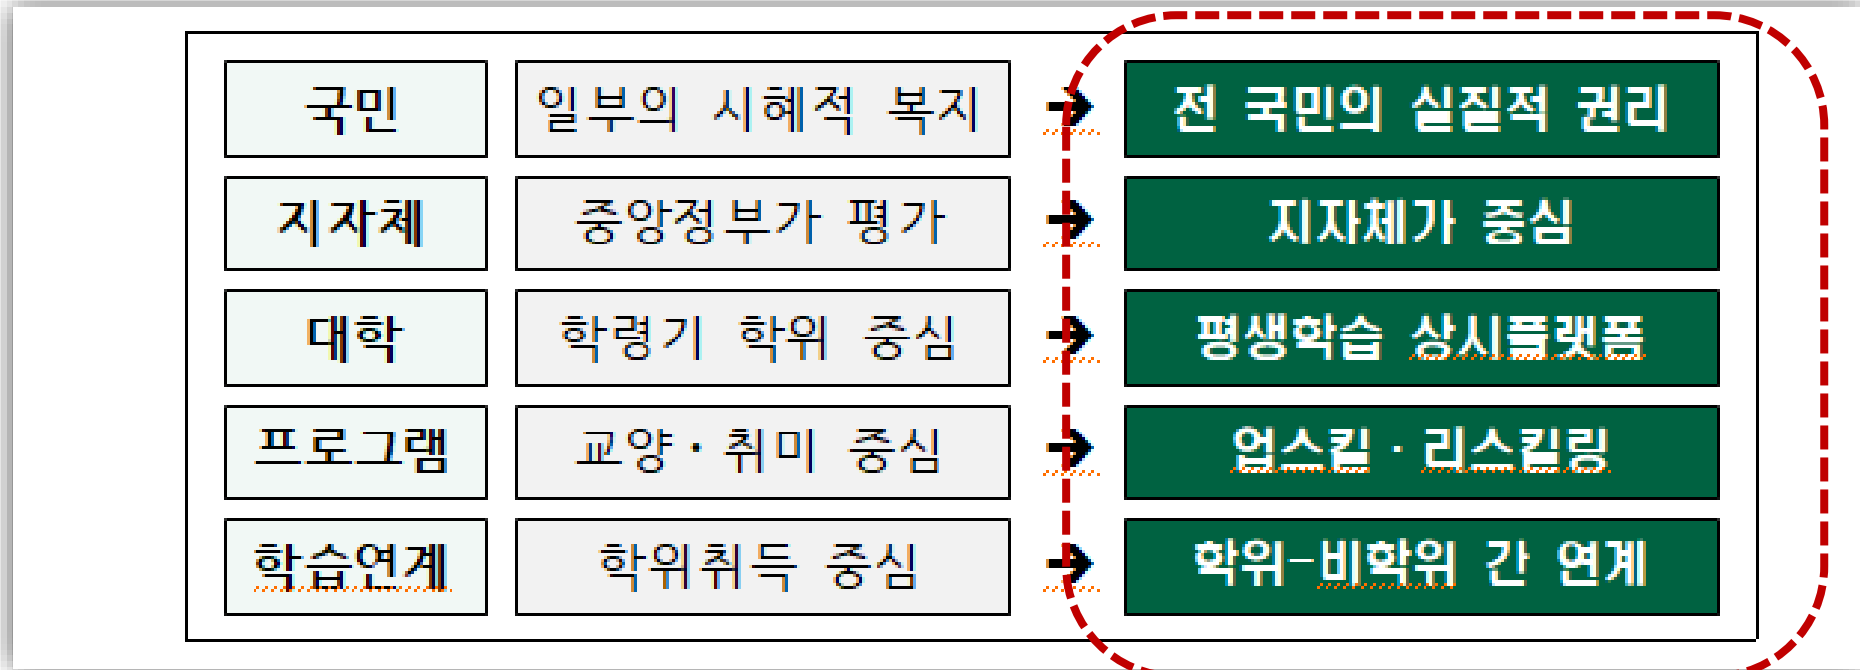 국민 일부의 시혜적 복지 → 전 국민의 실질적 권리
지자체 중앙정부가 평가 → 지자체가 중심
대학 학령기 학위 중심 → 평생학습 상시플랫폼
프로그램 교양·취미 중심 → 업스킬·리스킬링
학습연계 학위취득 중심 → 학위-비학위 간 연계